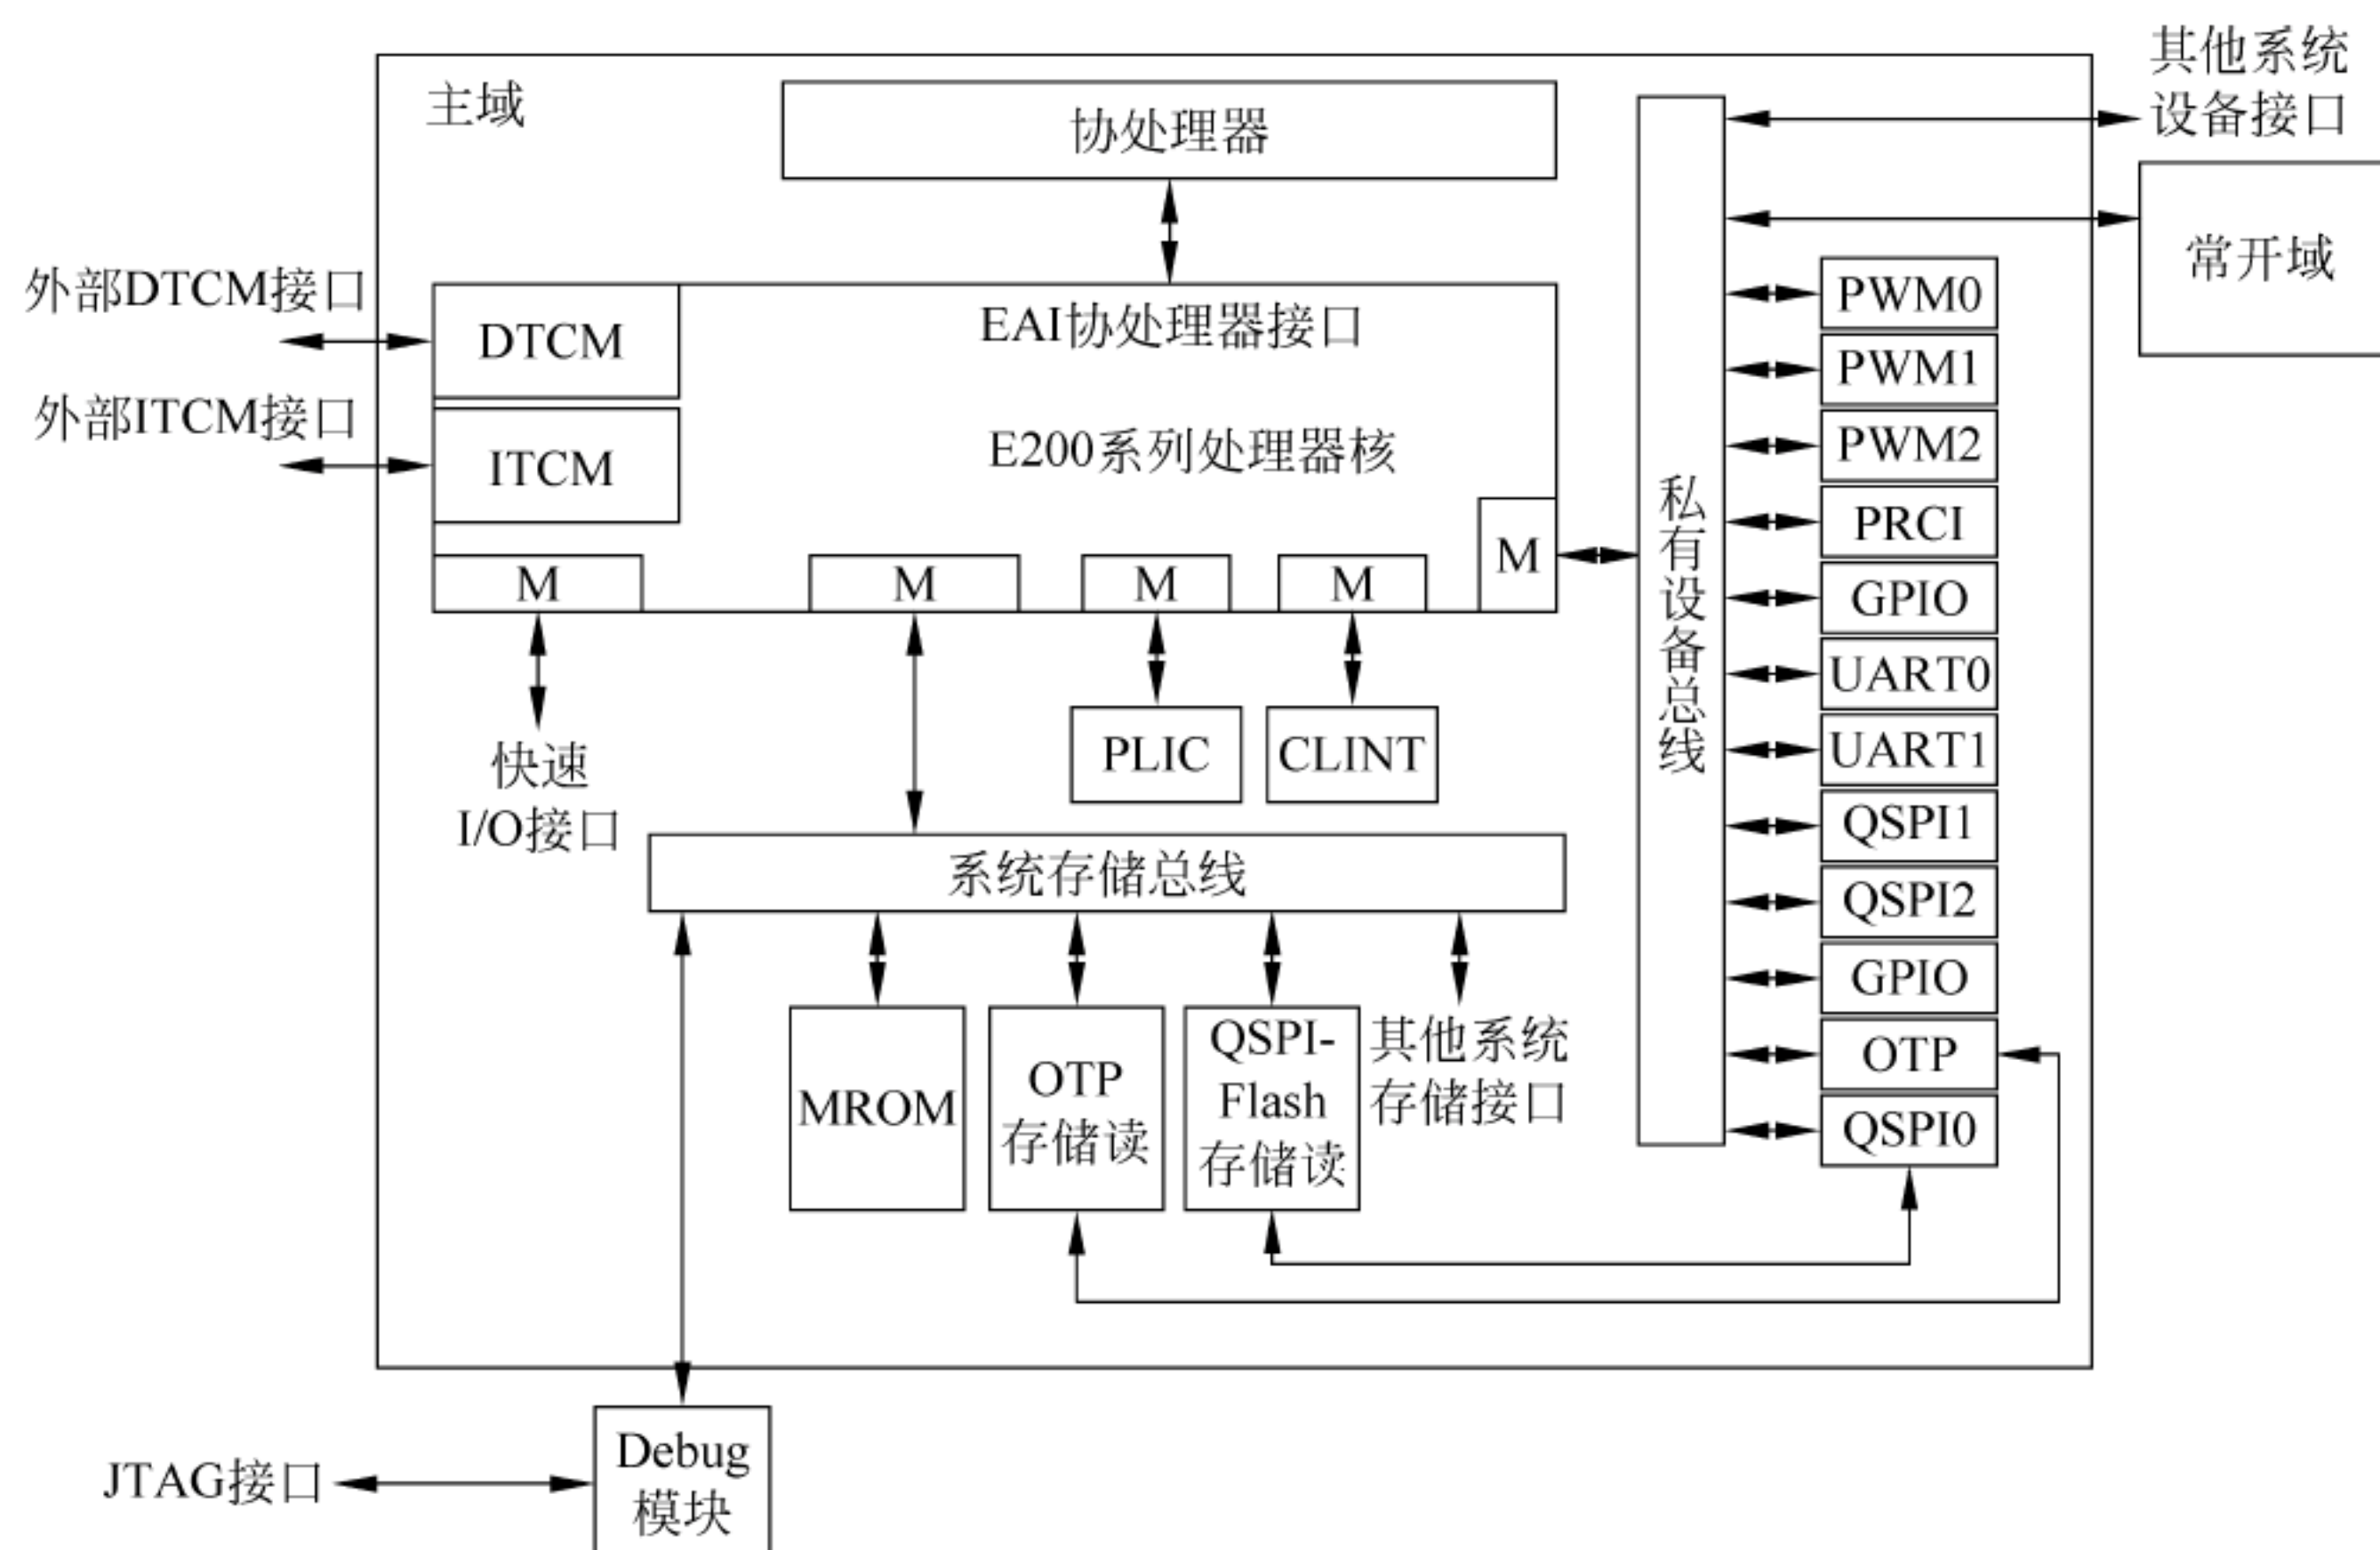 其他系统
设备接口
主域
协处理器
常开域
外部DTCM接口
DTCM
EAI协处理器接口
外部ITCM接口
ITCM
E200系列处理器核
M
M
M
M
M
私有设备总线
PWM0
PWM1
PWM2
PRCI
GPIO
UART0
UART1
QSPI1
QSPI2
GPIO
OTP
QSPI0
快速
I/O接口
PLIC
CLINT
系统存储总线
MROM
OTP
存储读
QSPI-
Flash
存储读
其他系统
存储接口
JTAG接口
Debug
模块